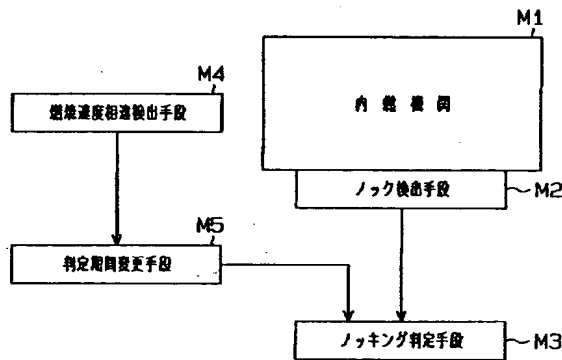 M1
内燃機関
M4
燃焼速度相違検出手段
ノック検出手段
M2
M5
判定期間変更手段
ノッキング判定手段
M3